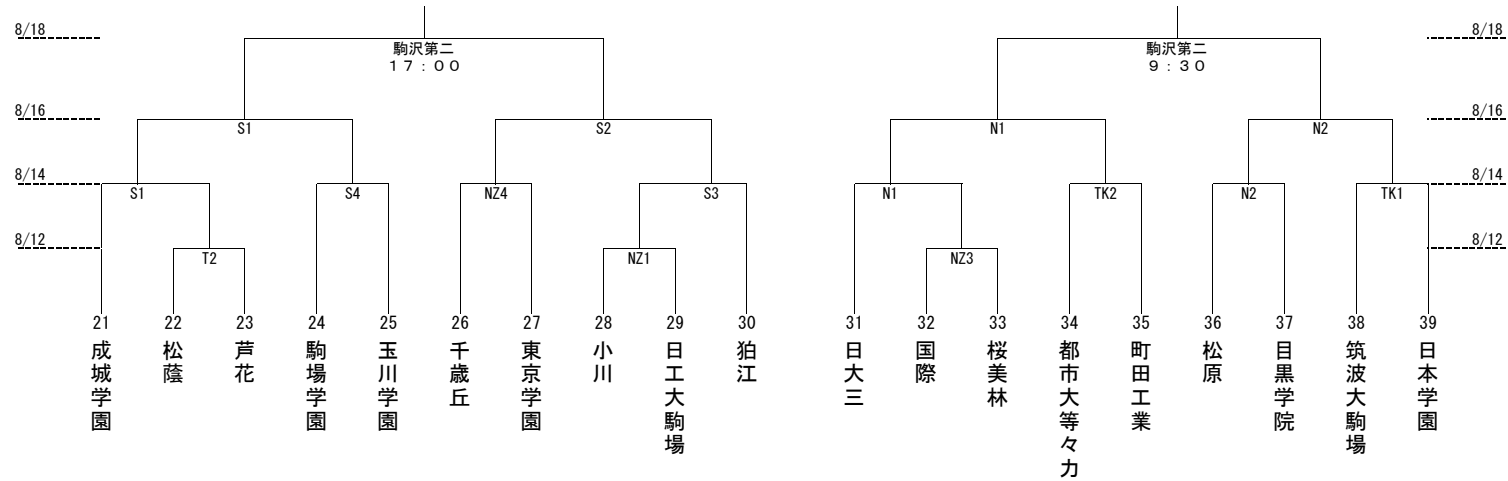 8/18
駒沢第二
１７：００
駒沢第二
９：３０
8/18
8/16
S1
S2
N1
N2
8/16
8/14
S1
S4
NZ4
S3
N1
TK2
N2
TK1
8/14
8/12
T2
NZ1
NZ3
8/12
21
22
23
24
25
26
27
28
29
30
31
32
33
34
35
36
37
38
39
成城学園
松蔭
芦花
駒場学園
玉川学園
千歳丘
東京学園
小川
日工大駒場
狛江
日大三
国際
桜美林
都市大等々力
町田工業
松原
目黒学院
筑波大駒場
日本学園